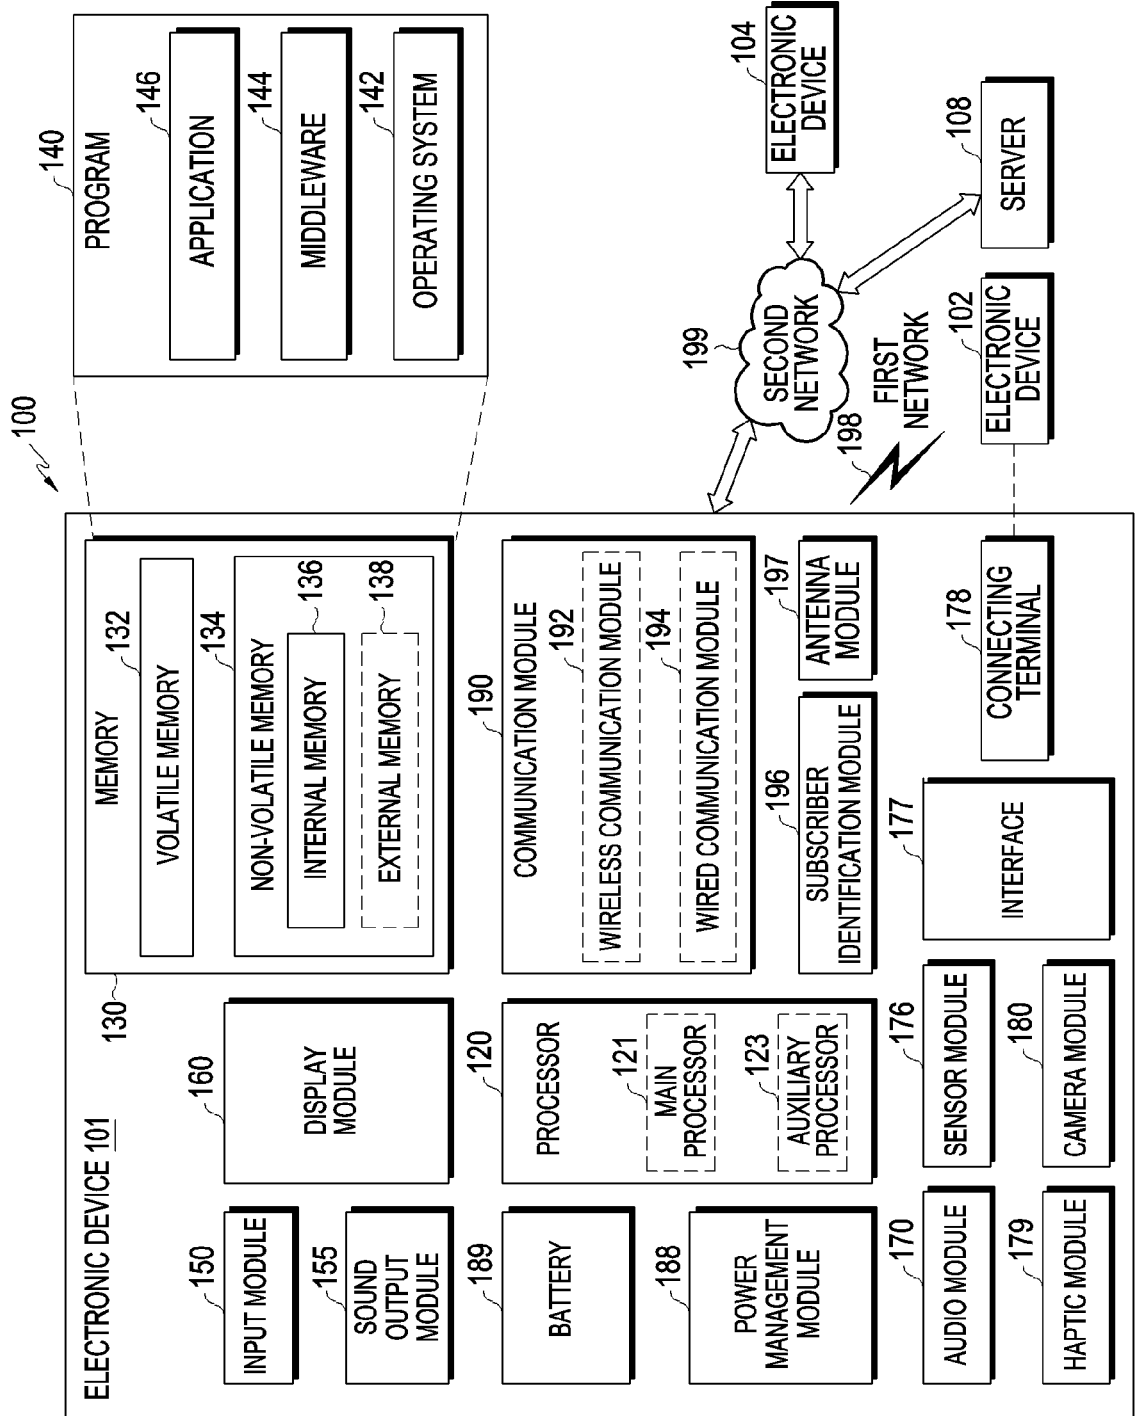 100
ELECTRONIC DEVICE 101
150
INPUT MODULE
155
SOUND
OUTPUT
MODULE
189
BATTERY
188
POWER
MANAGEMENT
MODULE
170
AUDIO MODULE
179
HAPTIC MODULE
160
DISPLAY
MODULE
120
PROCESSOR
121
MAIN
PROCESSOR
123
AUXILIARY
PROCESSOR
176
SENSOR MODULE
180
CAMERA MODULE
130
MEMORY
132
VOLATILE MEMORY
134
NON-VOLATILE MEMORY
136
INTERNAL MEMORY
138
EXTERNAL MEMORY
190
COMMUNICATION MODULE
192
WIRELESS COMMUNICATION MODULE
194
WIRED COMMUNICATION MODULE
196
SUBSCRIBER
IDENTIFICATION MODULE
197
ANTENNA
MODULE
177
INTERFACE
178
CONNECTING
TERMINAL
140
PROGRAM
146
APPLICATION
144
MIDDLEWARE
142
OPERATING SYSTEM
199
SECOND
NETWORK
198
FIRST
NETWORK
104
ELECTRONIC
DEVICE
108
SERVER
102
ELECTRONIC
DEVICE